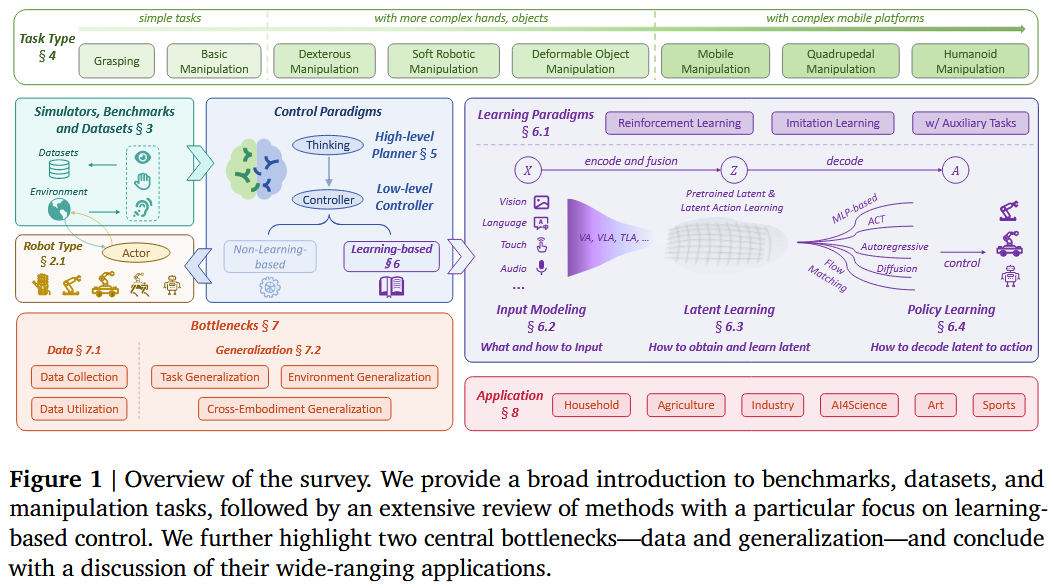 simple tasks
with more complex hands, objects
with complex mobile platforms
Task Type
§ 4
Grasping
Basic
Manipulation
Dexterous
Manipulation
Soft Robotic
Manipulation
Deformable Object
Manipulation
Mobile
Manipulation
Quadrupedal
Manipulation
Humanoid
Manipulation
Simulators, Benchmarks
and Datasets § 3
Datasets
Environment
Actor
Robot Type
§ 2.1
Control Paradigms
Thinking
High-level
Planner § 5
Controller
Low-level
Controller
Non-Learning-
based
Learning-based
§ 6
Learning Paradigms
§ 6.1
Reinforcement Learning
Imitation Learning
w/ Auxiliary Tasks
X
encode and fusion
Z
decode
A
Vision
Language
Touch
Audio
...
VA, VLA, TLA, ...
Pretrained Latent &
Latent Action Learning
MLP-based
ACT
Autoregressive
Diffusion
Flow
Matching
control
Input Modeling
§ 6.2
What and how to Input
Latent Learning
§ 6.3
How to obtain and learn latent
Policy Learning
§ 6.4
How to decode latent to action
Bottlenecks § 7
Data § 7.1
Data Collection
Data Utilization
Generalization § 7.2
Task Generalization
Environment Generalization
Cross-Embodiment Generalization
Application
§ 8
Household
Agriculture
Industry
AI4Science
Art
Sports
Figure 1 | Overview of the survey. We provide a broad introduction to benchmarks, datasets, and
manipulation tasks, followed by an extensive review of methods with a particular focus on learning-
based control. We further highlight two central bottlenecks—data and generalization—and conclude
with a discussion of their wide-ranging applications.